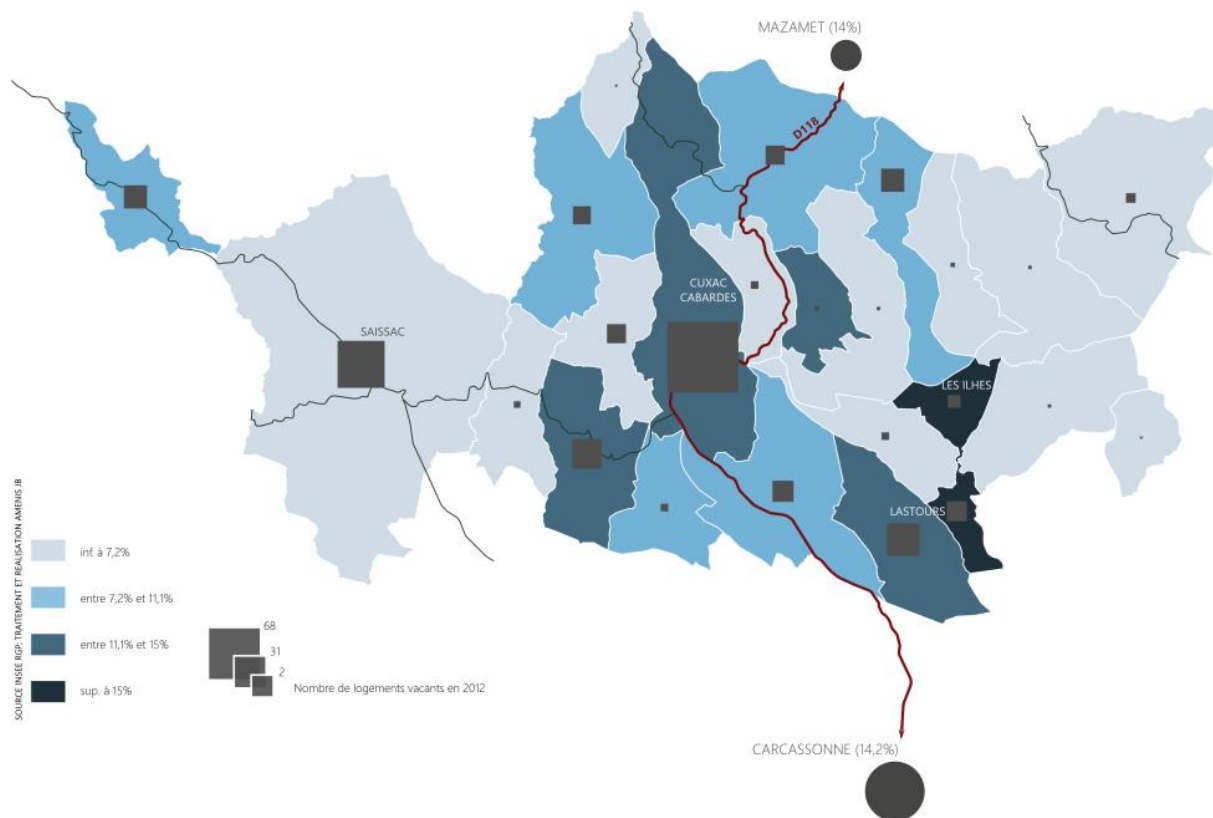 MAZAMET (14%)
D118
CUXAC
CABARDES
SAISSAC
LES ILHES
LASTOURS
SOURCE INSEE RGP; TRAITEMENT ET REALISATION AMENIS JB
inf. à 7,2%
entre 7,2% et 11,1%
entre 11,1% et 15%
sup. à 15%
68
31
2
Nombre de logements vacants en 2012
CARCASSONNE (14,2%)